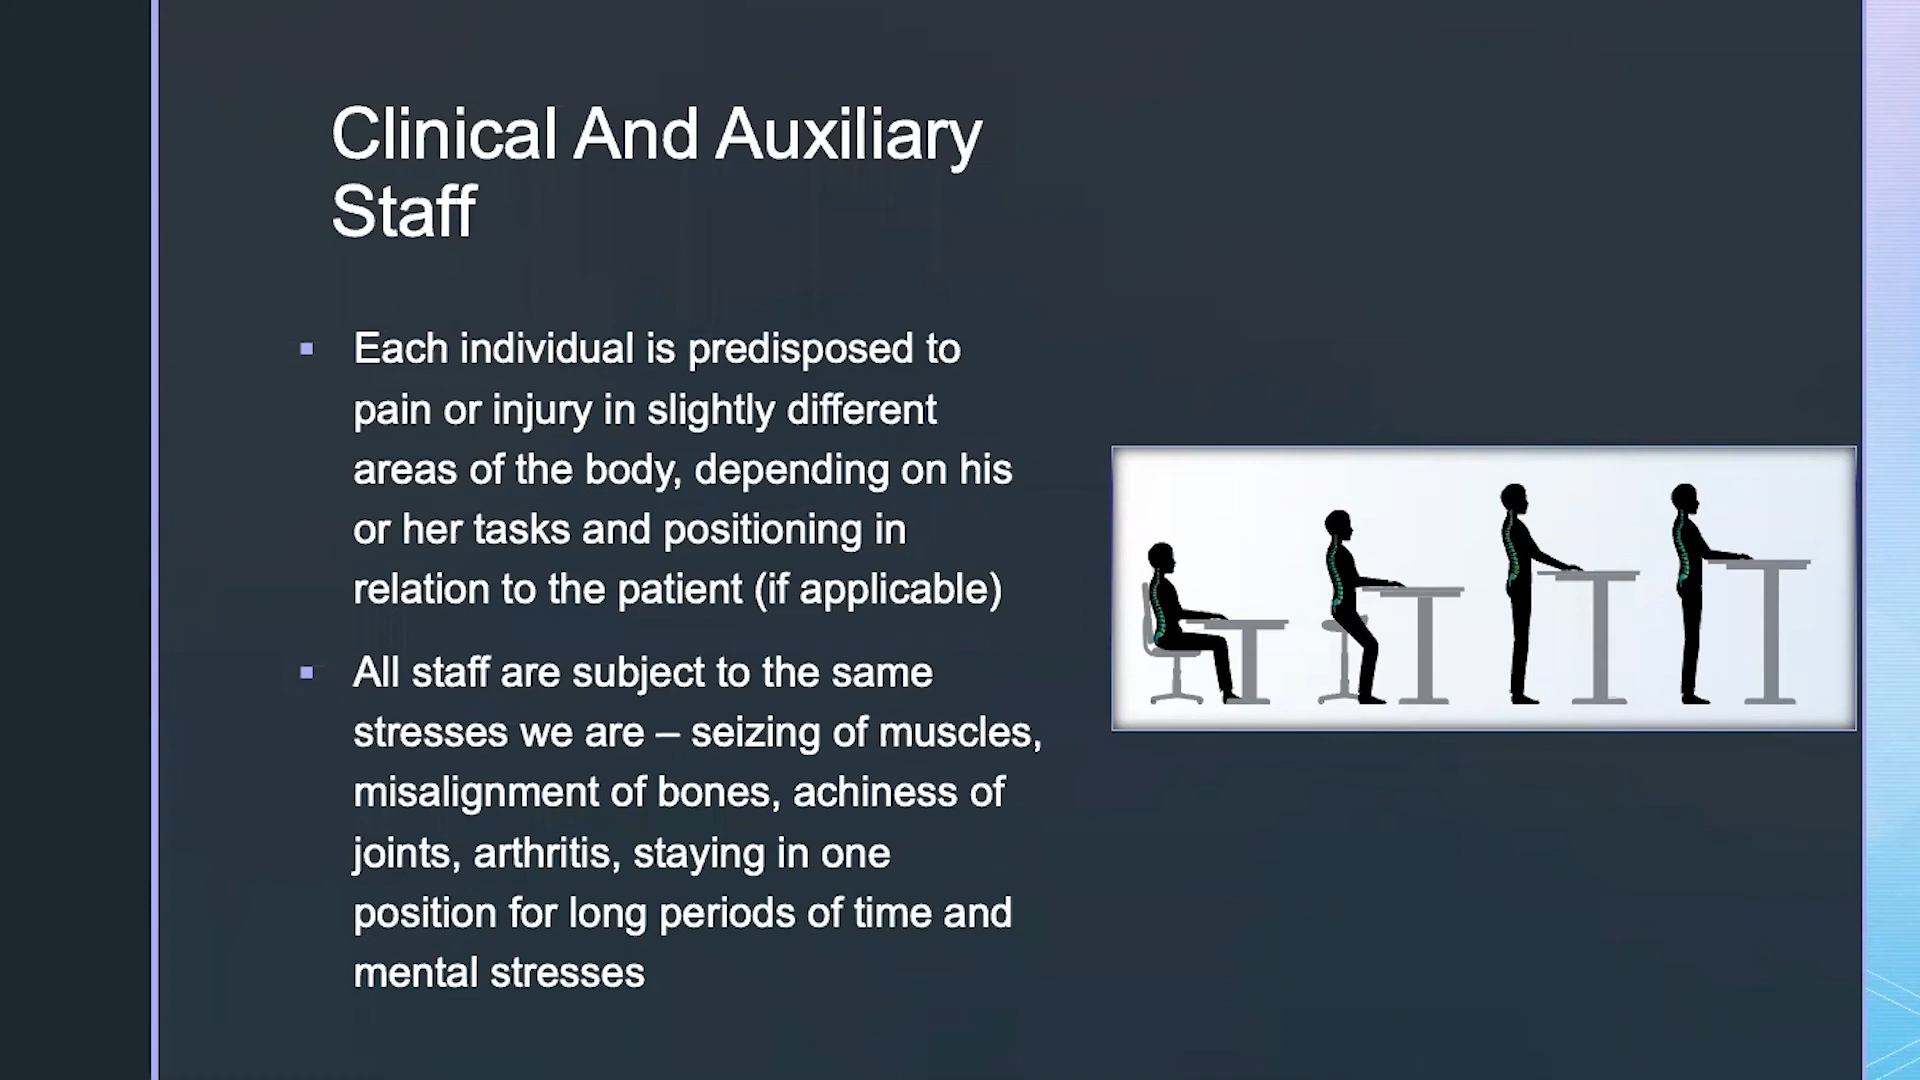 Clinical And Auxiliary
Staff
Each individual is predisposed to
pain or injury in slightly different
areas of the body, depending on his
or her tasks and positioning in
relation to the patient (if applicable)
All staff are subject to the same
stresses we are – seizing of muscles,
misalignment of bones, achiness of
joints, arthritis, staying in one
position for long periods of time and
mental stresses